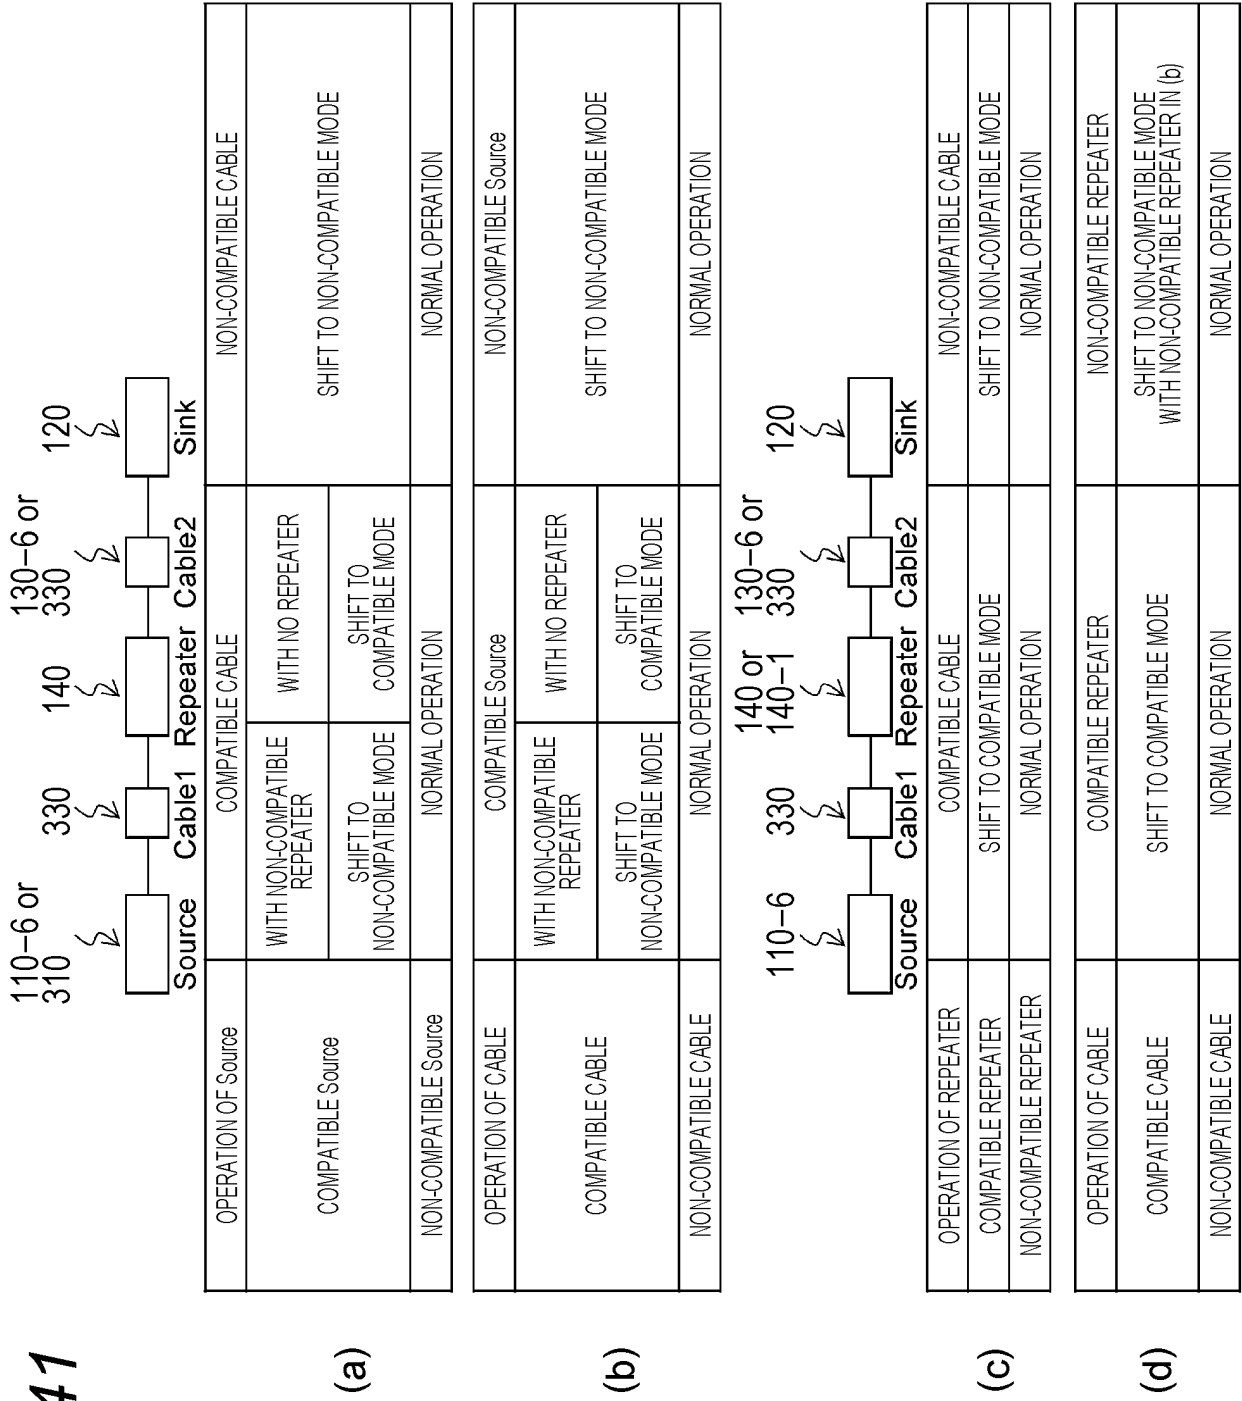 41
110-6 or
310
330
140
130-6 or
330
120
Source
Cable1
Repeater
Cable2
Sink
(a)
OPERATION OF Source
COMPATIBLE CABLE
NON-COMPATIBLE CABLE
COMPATIBLE Source
WITH NON-COMPATIBLE
REPEATER
WITH NO REPEATER
SHIFT TO NON-COMPATIBLE MODE
SHIFT TO
NON-COMPATIBLE MODE
SHIFT TO
COMPATIBLE MODE
NON-COMPATIBLE Source
NORMAL OPERATION
NORMAL OPERATION
(b)
OPERATION OF CABLE
COMPATIBLE Source
NON-COMPATIBLE Source
COMPATIBLE CABLE
WITH NON-COMPATIBLE
REPEATER
WITH NO REPEATER
SHIFT TO NON-COMPATIBLE MODE
SHIFT TO
NON-COMPATIBLE MODE
SHIFT TO
COMPATIBLE MODE
NON-COMPATIBLE CABLE
NORMAL OPERATION
NORMAL OPERATION
110-6
330
140 or
140-1
130-6 or
330
120
Source
Cable1
Repeater
Cable2
Sink
(c)
OPERATION OF REPEATER
COMPATIBLE CABLE
NON-COMPATIBLE CABLE
COMPATIBLE REPEATER
SHIFT TO COMPATIBLE MODE
SHIFT TO NON-COMPATIBLE MODE
NON-COMPATIBLE REPEATER
NORMAL OPERATION
NORMAL OPERATION
(d)
OPERATION OF CABLE
COMPATIBLE REPEATER
NON-COMPATIBLE REPEATER
COMPATIBLE CABLE
SHIFT TO COMPATIBLE MODE
SHIFT TO NON-COMPATIBLE MODE
WITH NON-COMPATIBLE REPEATER IN (b)
NON-COMPATIBLE CABLE
NORMAL OPERATION
NORMAL OPERATION